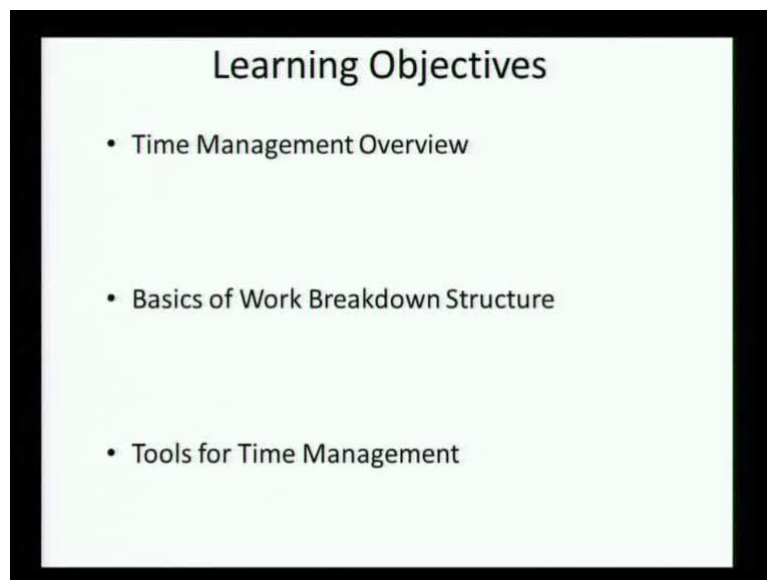 Learning Objectives
• Time Management Overview
• Basics of Work Breakdown Structure
• Tools for Time Management